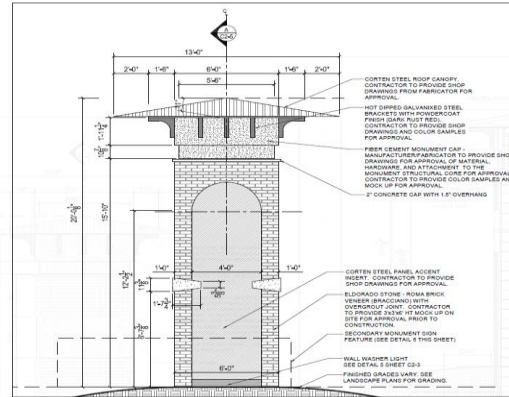 C
L
A
C2-5
13'-0"
2'-0"
1'-6"
6'-0"
1'-6"
2'-0"
5'-6"
CORTEN STEEL ROOF CANOPY.
CONTRACTOR TO PROVIDE SHOP
DRAWINGS FROM FABRICATOR FOR
APPROVAL.
HOT DIPPED GALVANIXED STEEL
BRACKETS WITH POWDERCOAT
FINISH (DARK RUST RED).
CONTRACTOR TO PROVIDE SHOP
DRAWINGS AND COLOR SAMPLES
FOR APPROVAL
FIBER CEMENT MONUMENT CAP -
MANUFACTURER/FABRICATOR TO PROVIDE SHO
DRAWINGS FOR APPROVAL OF MATERIAL,
HARDWARE, AND ATTACHMENT TO THE
MONUMENT STRUCTURAL CORE FOR APPROVAL
CONTRACTOR TO PROVIDE COLOR SAMPLES AN
MOCK UP FOR APPROVAL.
2" CONCRETE CAP WITH 1.5" OVERHANG
15'-10"
1'-0"
4'-0"
1'-0"
CORTEN STEEL PANEL ACCENT
INSERT. CONTRACTOR TO PROVIDE
SHOP DRAWINGS FOR APPROVAL.
ELDORADO STONE - ROMA BRICK
VENEER (BRACCIANO) WITH
OVERGROUT JOINT. CONTRACTOR
TO PROVIDE 3'x3'x6' HT MOCK UP ON
SITE FOR APPROVAL PRIOR TO
CONSTRUCTION.
SECONDARY MONUMENT SIGN
FEATURE (SEE DETAIL 8 THIS SHEET)
6'-0"
WALL WASHER LIGHT
SEE DETAIL 5 SHEET C2-3
FINISHED GRADES VARY. SEE
LANDSCAPE PLANS FOR GRADING.